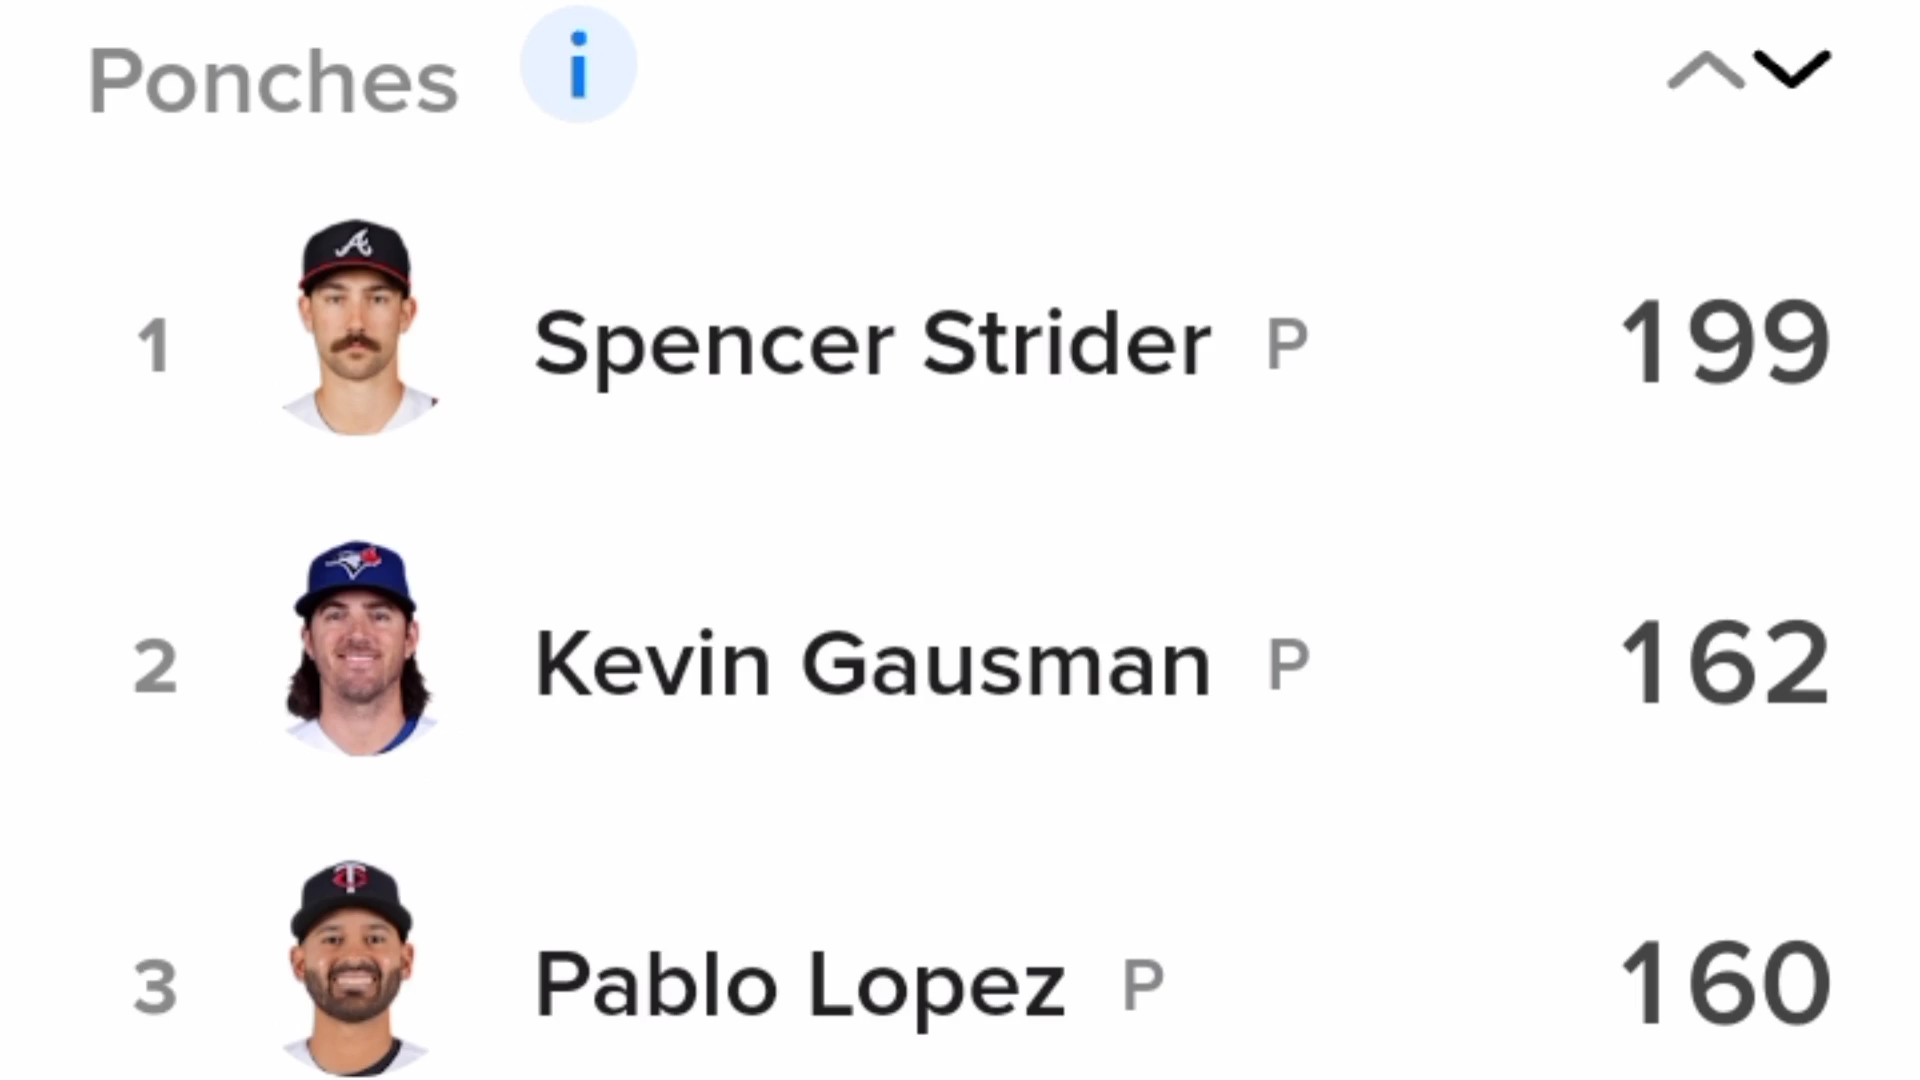 Ponches i
1 Spencer Strider P 199
2 Kevin Gausman P 162
3 Pablo Lopez P 160